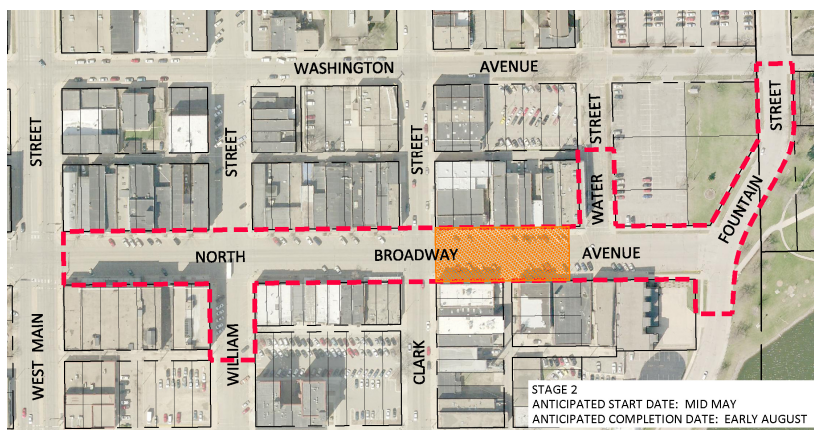 WASHINGTON AVENUE
STREET
STREET
STREET
STREET
STREET
WATER
FOUNTAIN
NORTH BROADWAY AVENUE
WEST MAIN
WILLIAM
CLARK
STAGE 2
ANTICIPATED START DATE: MID MAY
ANTICIPATED COMPLETION DATE: EARLY AUGUST